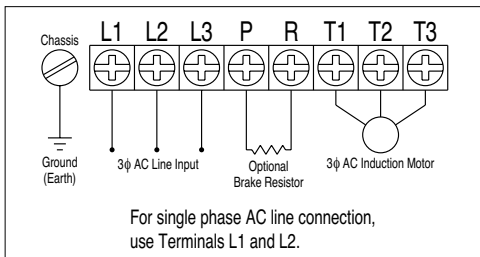 Chassis L1 L2 L3 P R T1 T2 T3
Ground
(Earth)
3ϕ AC Line Input
Optional
Brake Resistor
3ϕ AC Induction Motor
For single phase AC line connection,
use Terminals L1 and L2.